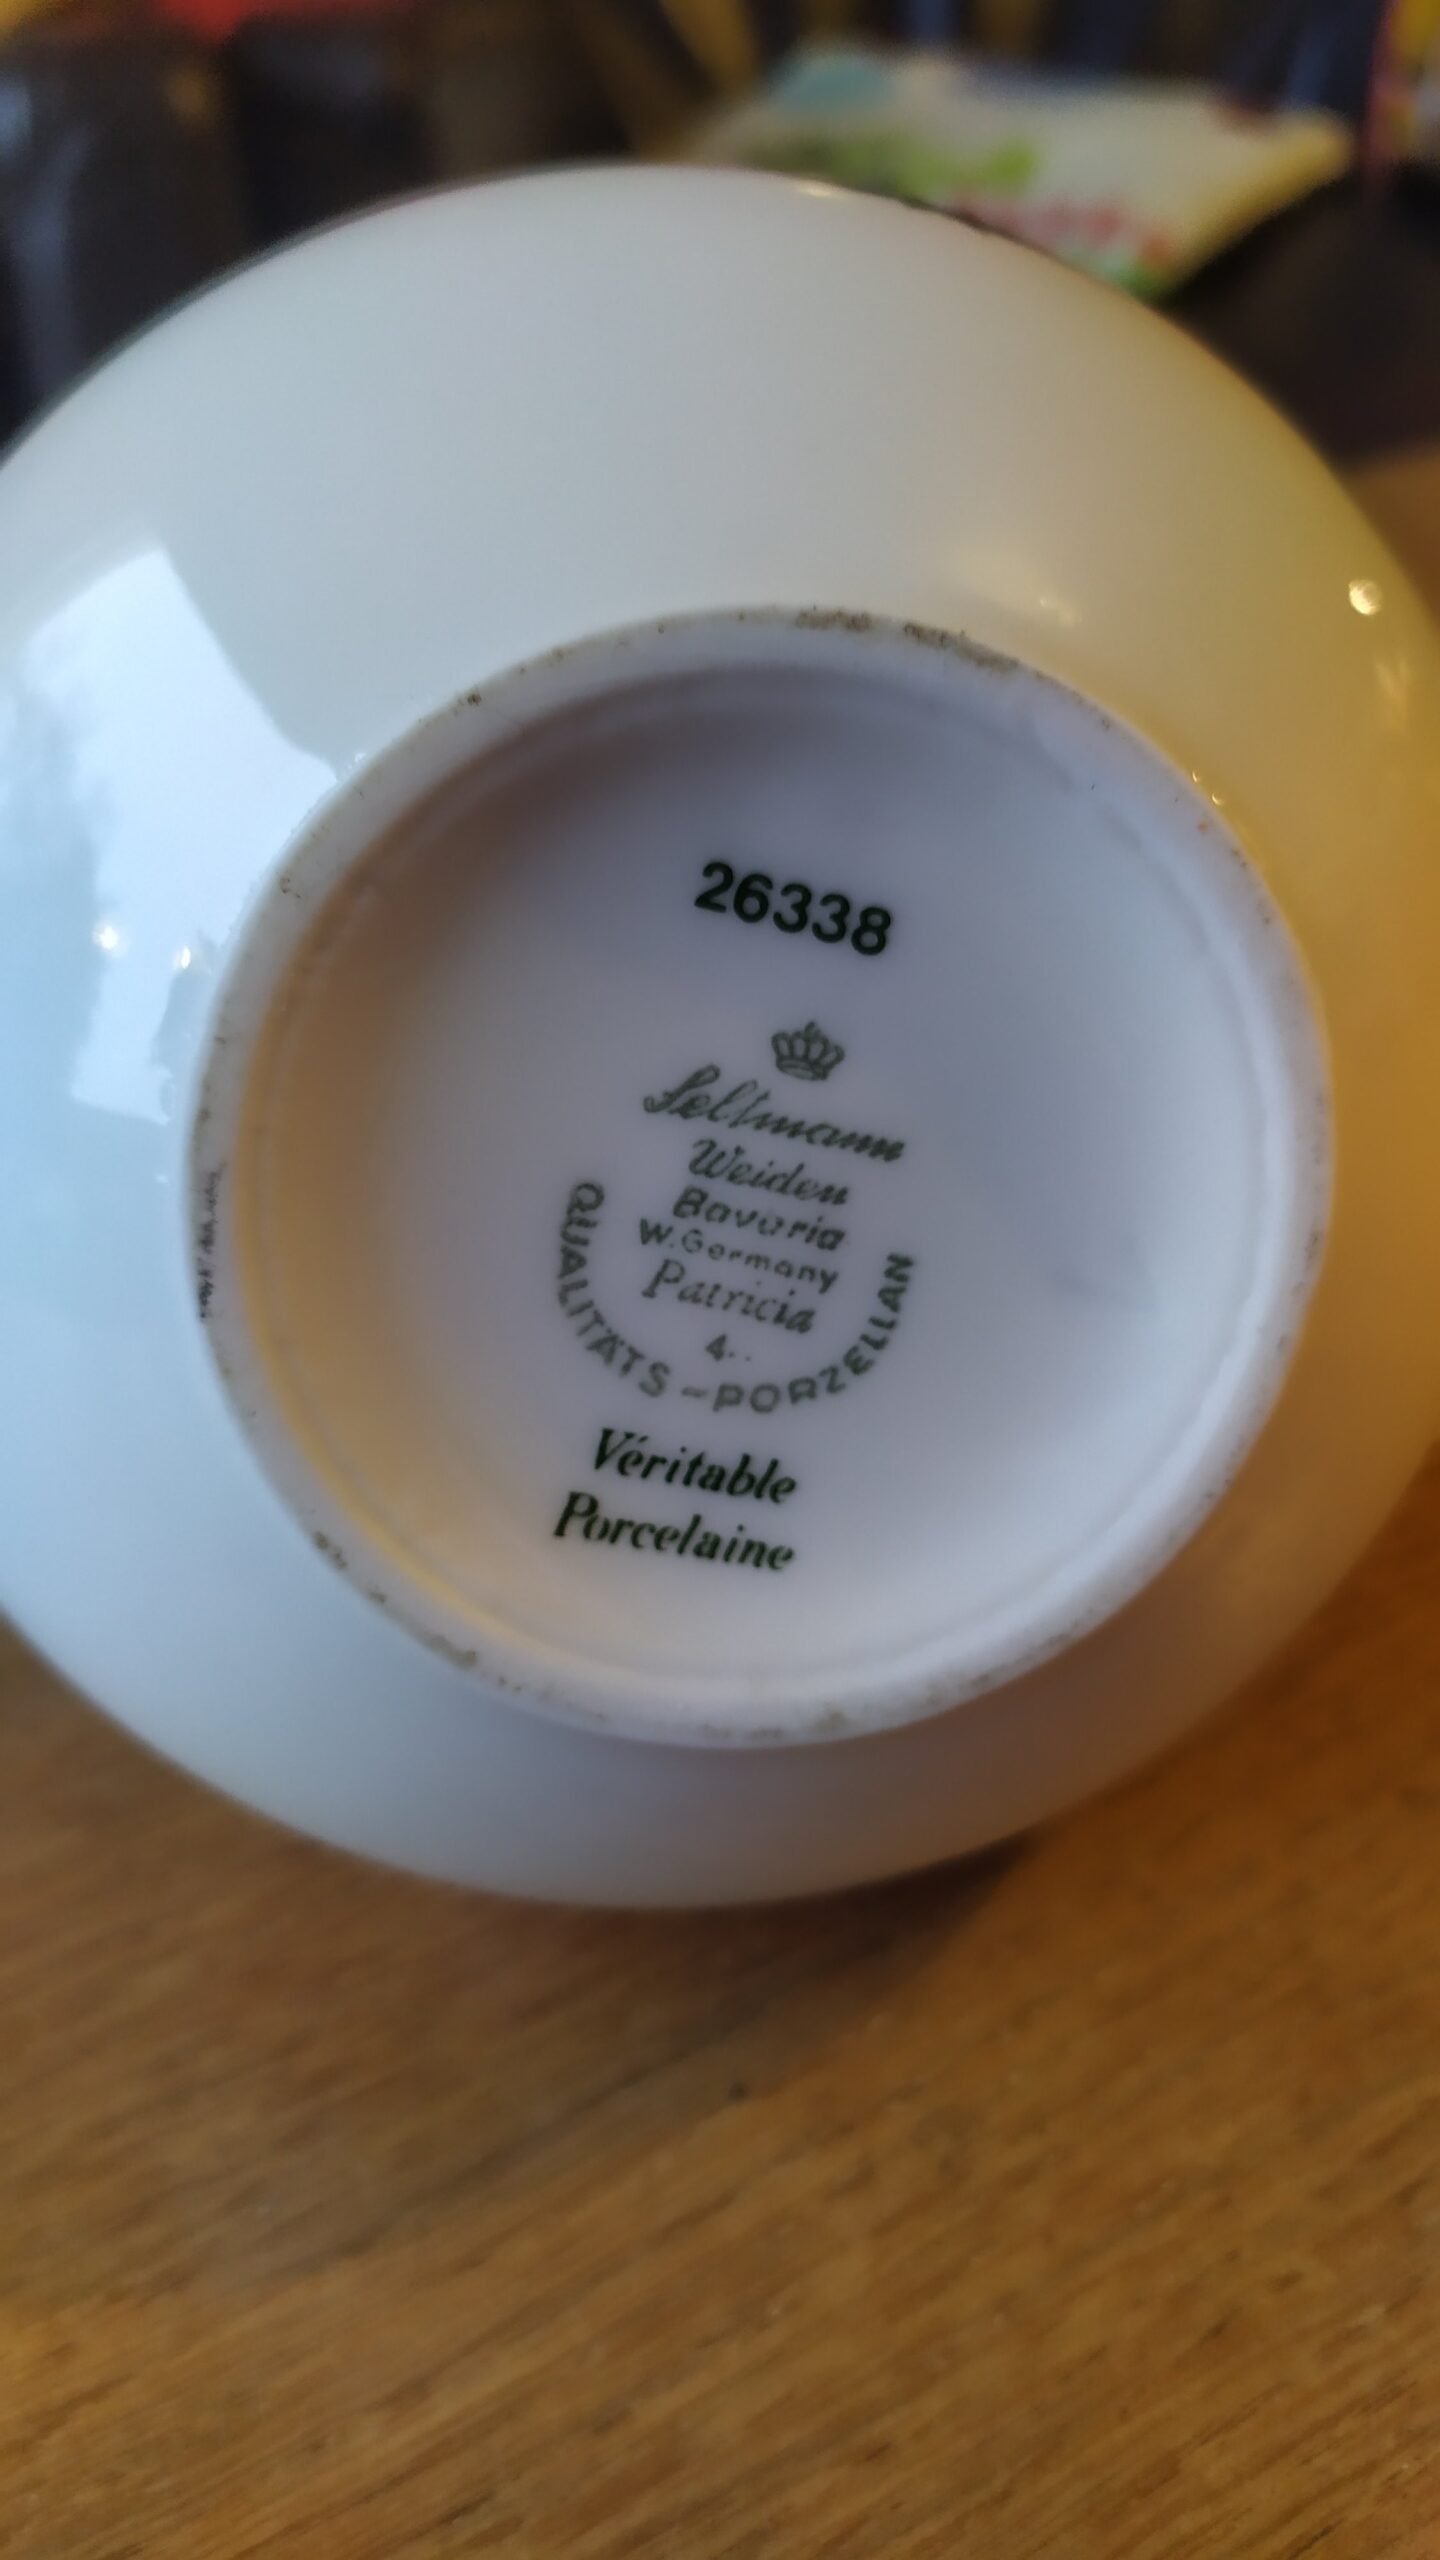 26338
Seltmann
Weiden
Bavaria
W.Germany
Patricia
4..
QUALITÄTS-PORZELLAN
Véritable
Porcelaine